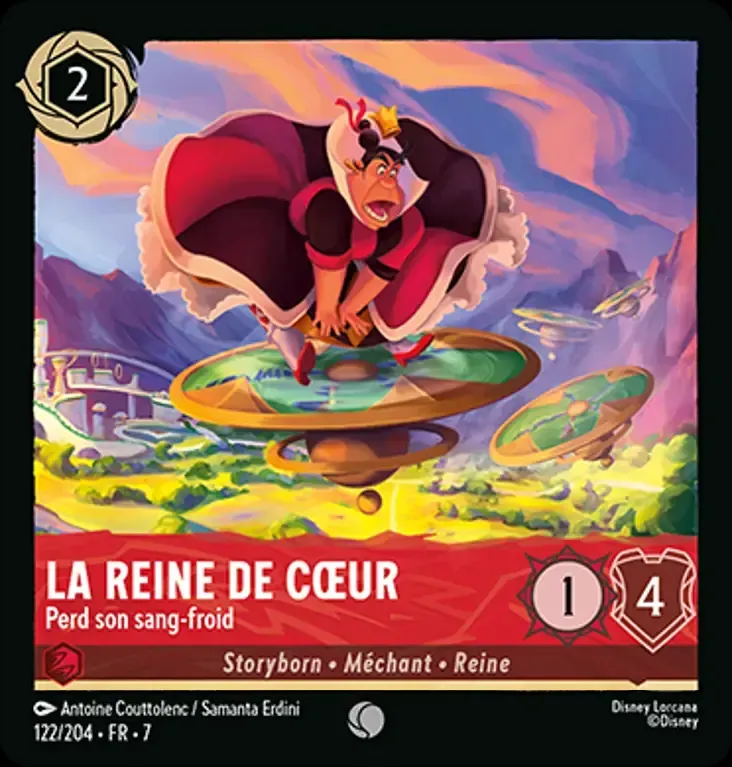 2
LA REINE DE CŒUR
Perd son sang-froid
1
4
Storyborn • Méchant • Reine
Antoine Couttolenc / Samanta Erdini
122/204 • FR • 7
Disney Lorcana
©Disney